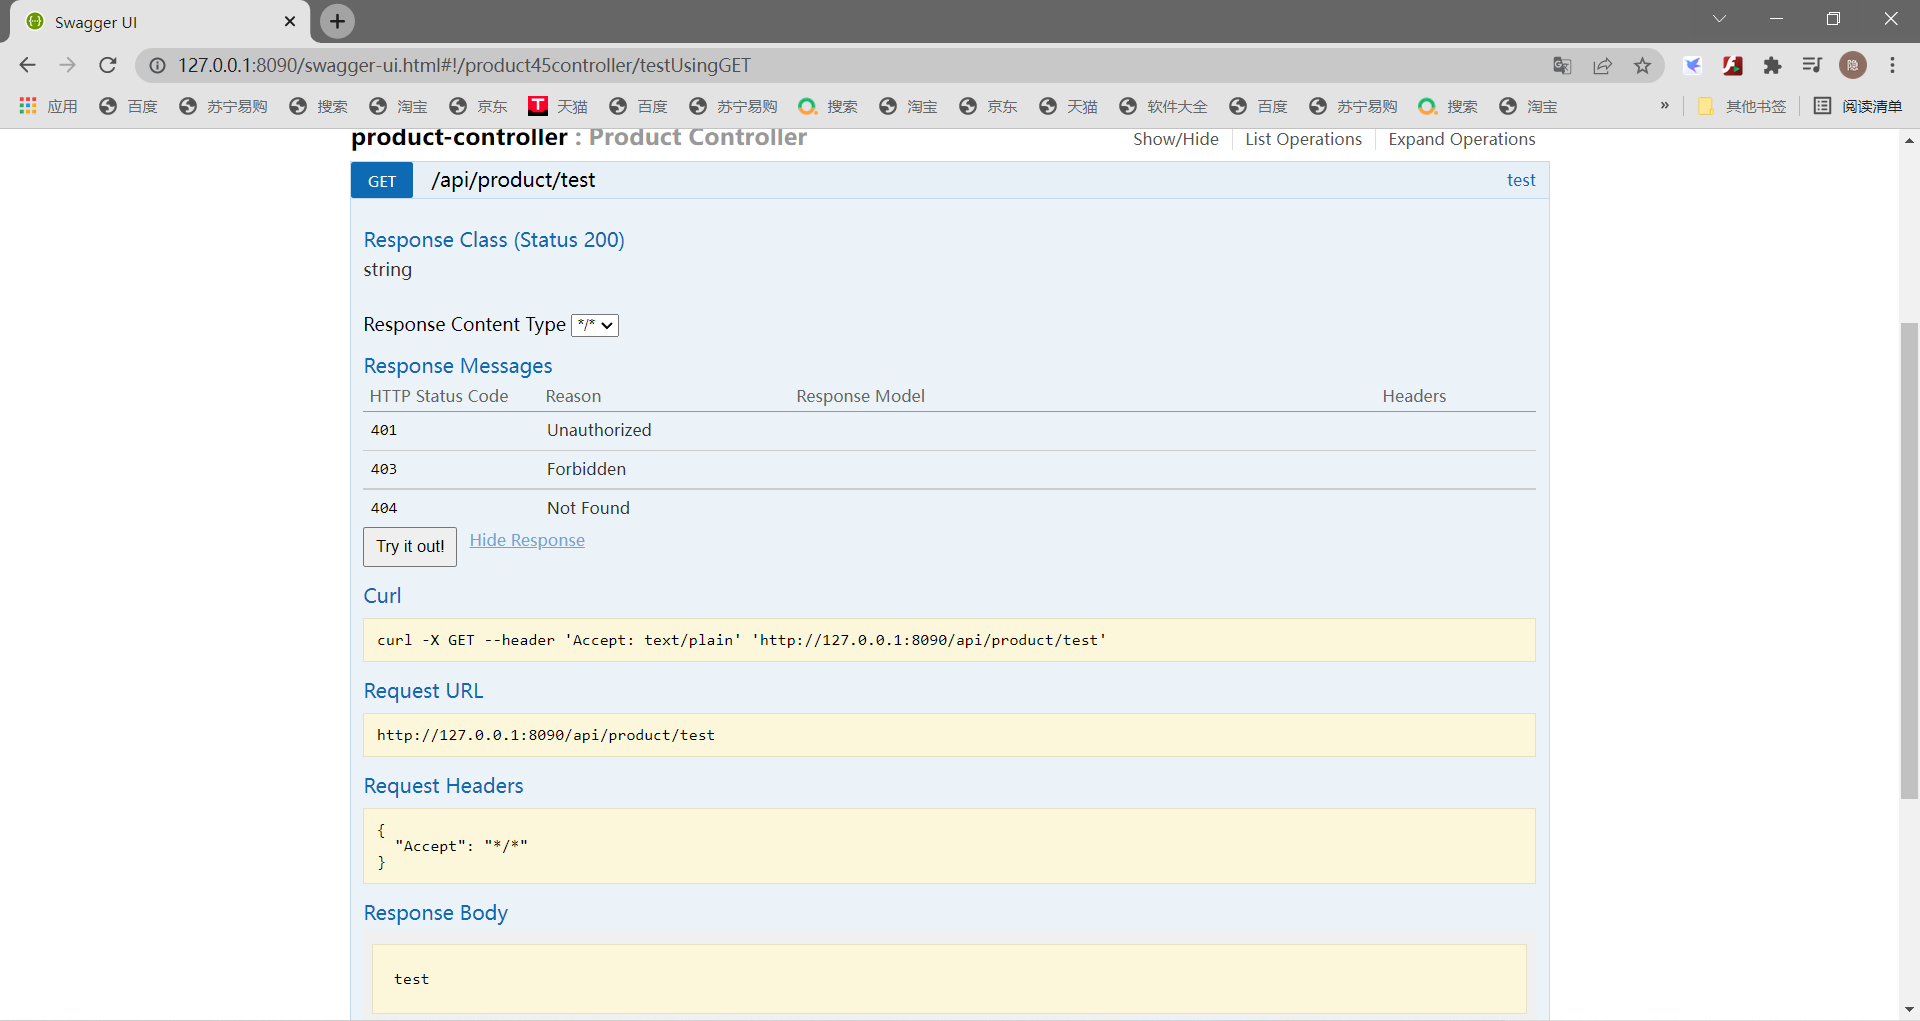 Swagger UI
127.0.0.1:8090/swagger-ui.html#!/product45controller/testUsingGET
隐
应用 百度 苏宁易购 搜索 淘宝 京东 T 天猫 百度 苏宁易购 搜索 淘宝 京东 天猫 软件大全 百度 苏宁易购 搜索 淘宝 » 其他书签 阅读清单
product-controller : Product Controller Show/Hide List Operations Expand Operations
GET /api/product/test test
Response Class (Status 200)
string
Response Content Type */*
Response Messages
HTTP Status Code Reason Response Model Headers
401 Unauthorized
403 Forbidden
404 Not Found
Try it out! Hide Response
Curl
curl -X GET --header 'Accept: text/plain' 'http://127.0.0.1:8090/api/product/test'
Request URL
http://127.0.0.1:8090/api/product/test
Request Headers
{
"Accept": "*/*"
}
Response Body
test